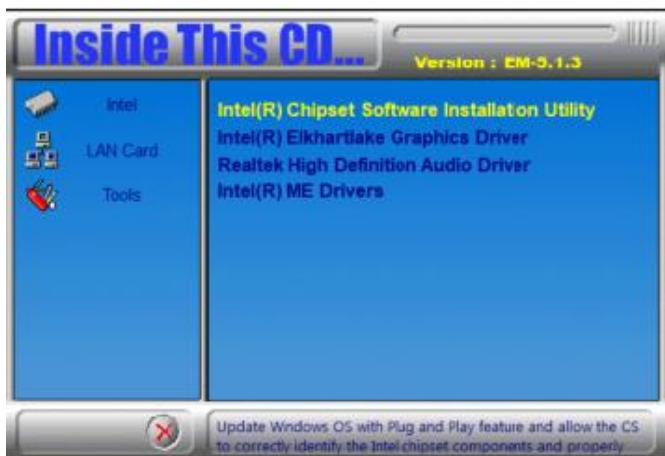 Inside This CD...
Version : EM-5.1.3
Intel
LAN Card
Tools
Intel(R) Chipset Software Installation Utility
Intel(R) Elkhartlake Graphics Driver
Realtek High Definition Audio Driver
Intel(R) ME Drivers
Update Windows OS with Plug and Play feature and allow the CS
to correctly identify the Intel chipset components and properly